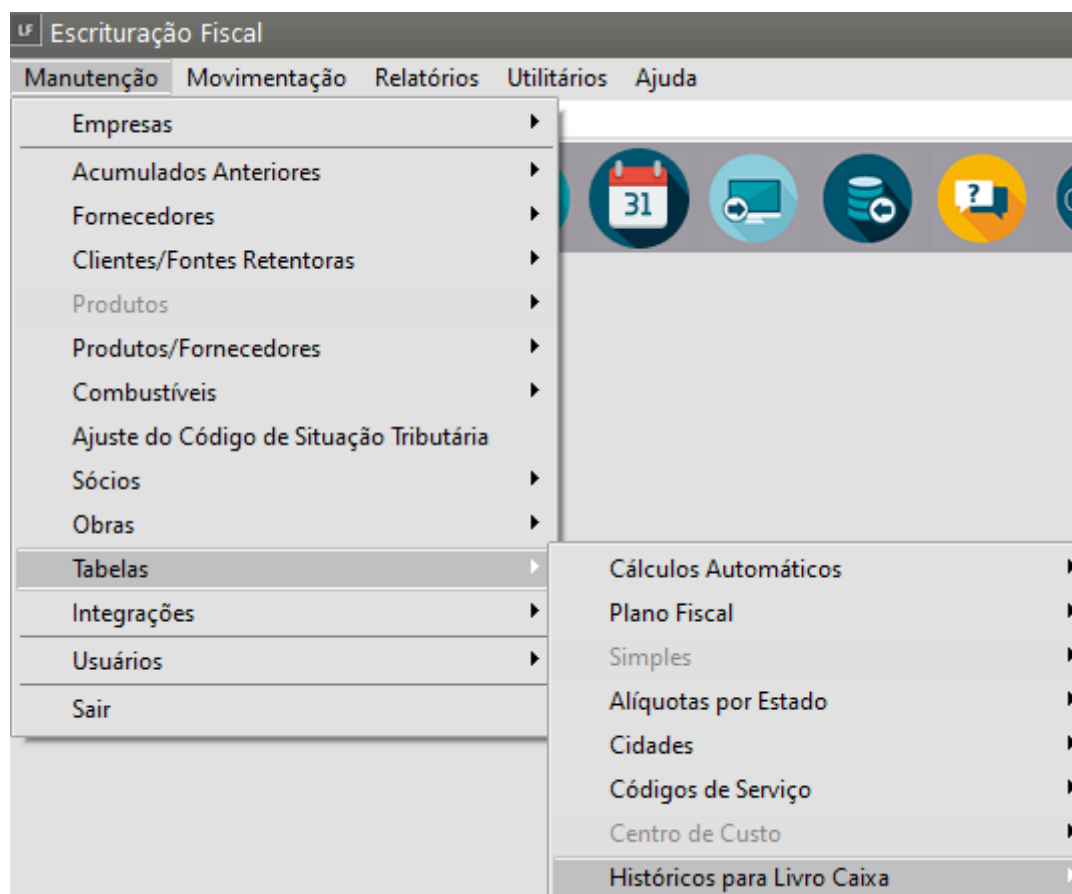 LF Escrituração Fiscal
Manutenção Movimentação Relatórios Utilitários Ajuda
Empresas
Acumulados Anteriores
31
?
Fornecedores
Clientes/Fontes Retentoras
Produtos
Produtos/Fornecedores
Combustíveis
Ajuste do Código de Situação Tributária
Sócios
Obras
Tabelas
Integrações
Usuários
Sair
Cálculos Automáticos
Plano Fiscal
Simples
Alíquotas por Estado
Cidades
Códigos de Serviço
Centro de Custo
Históricos para Livro Caixa